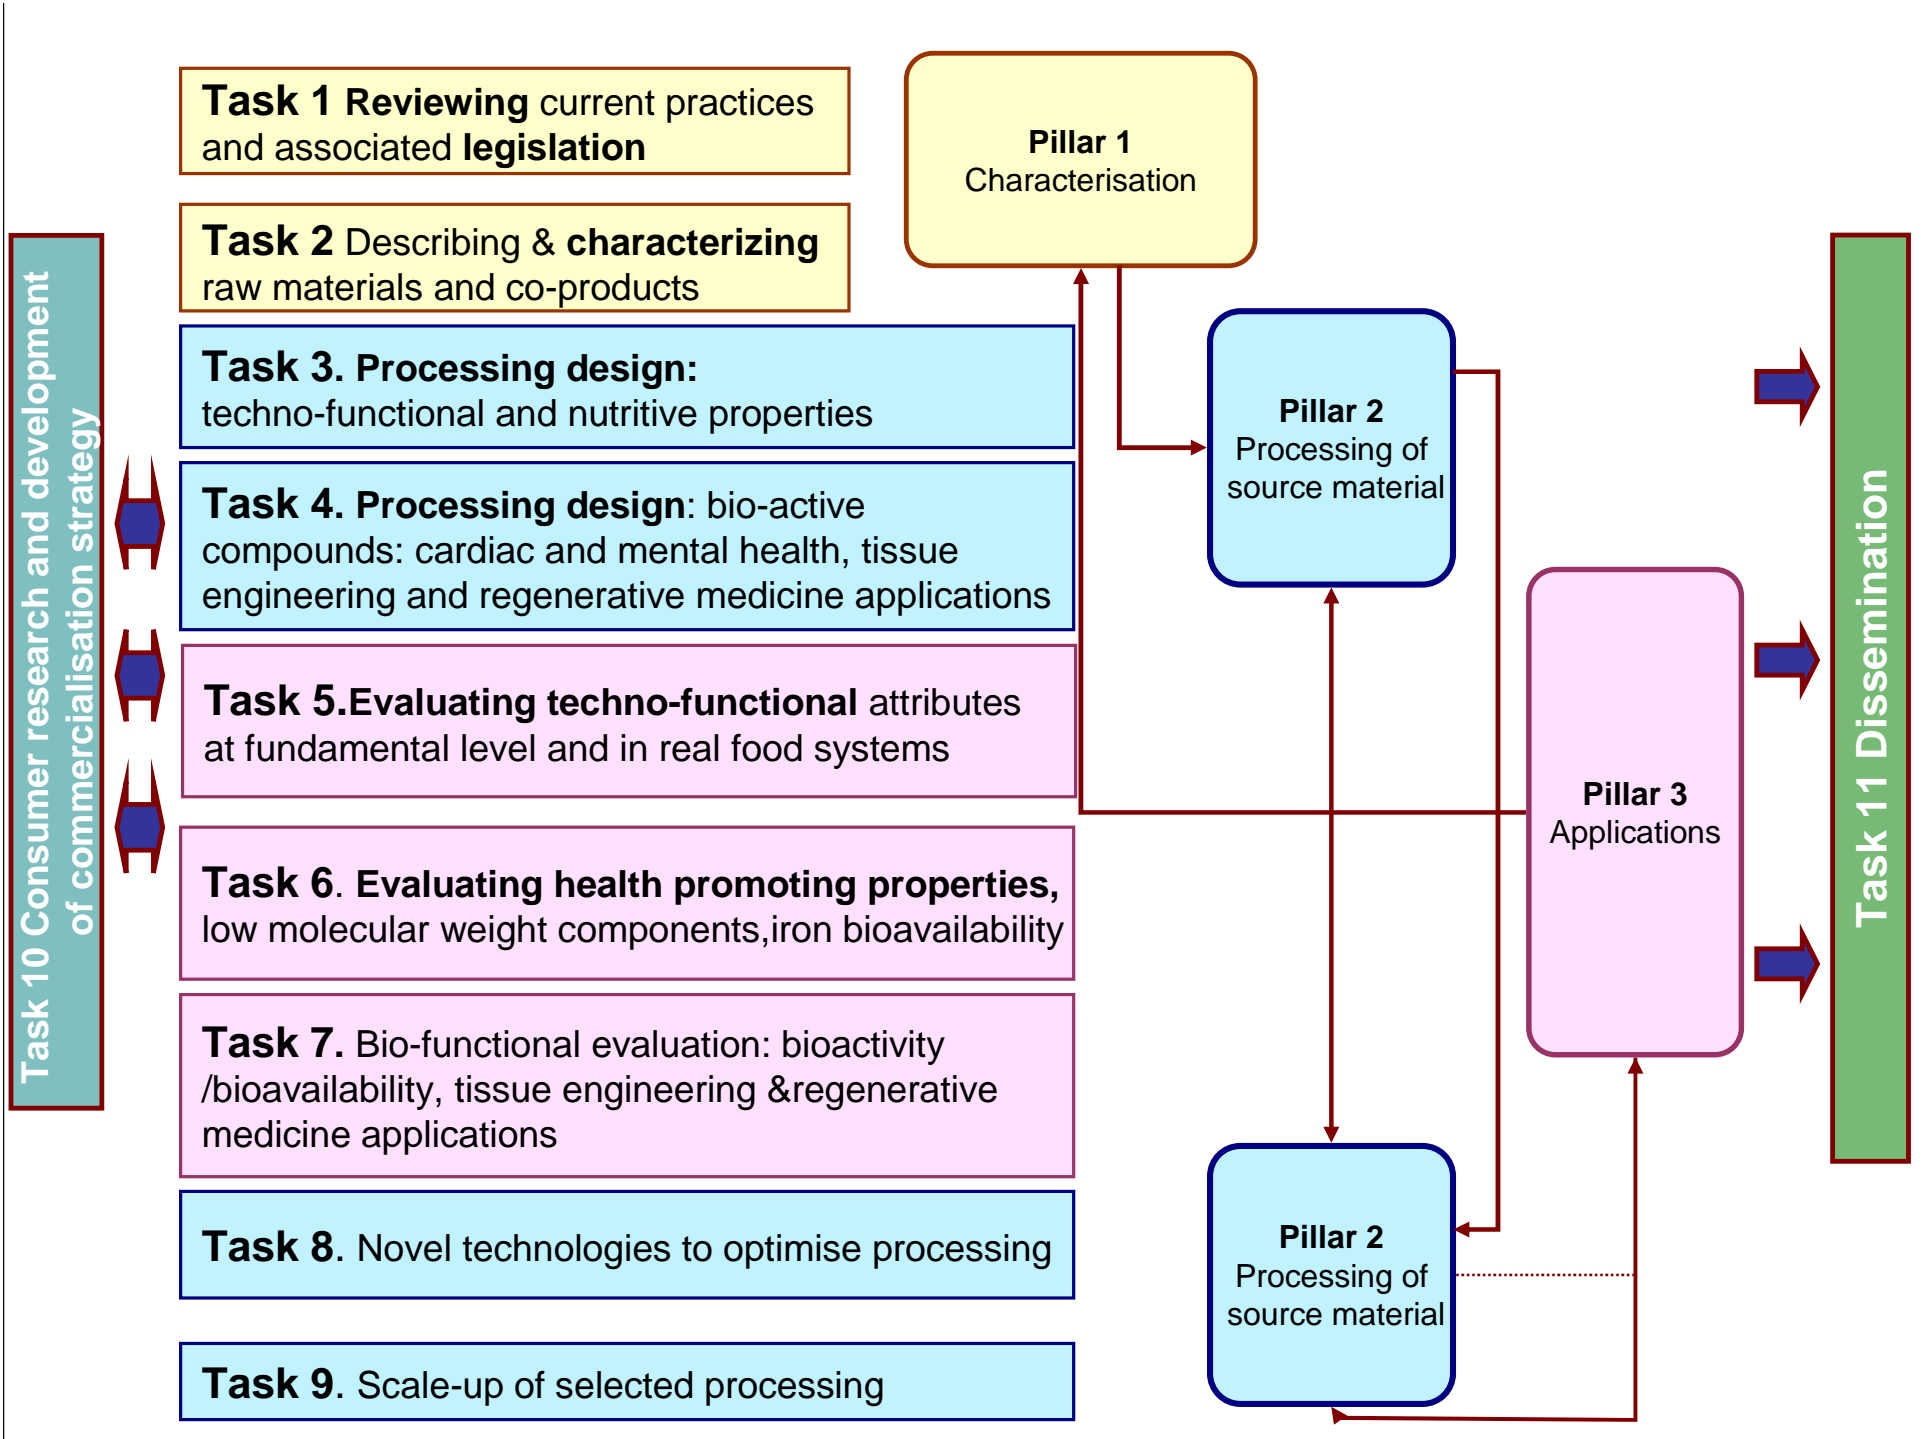 Task 1 Reviewing current practices
and associated legislation
Task 2 Describing & characterizing
raw materials and co-products
Task 3. Processing design:
techno-functional and nutritive properties
Task 4. Processing design: bio-active
compounds: cardiac and mental health, tissue
engineering and regenerative medicine applications
Task 5.Evaluating techno-functional attributes
at fundamental level and in real food systems
Task 6. Evaluating health promoting properties,
low molecular weight components,iron bioavailability
Task 7. Bio-functional evaluation: bioactivity
/bioavailability, tissue engineering &regenerative
medicine applications
Task 8. Novel technologies to optimise processing
Task 9. Scale-up of selected processing
Task 10 Consumer research and development
of commercialisation strategy
Pillar 1
Characterisation
Pillar 2
Processing of
source material
Pillar 3
Applications
Pillar 2
Processing of
source material
Task 11 Dissemination